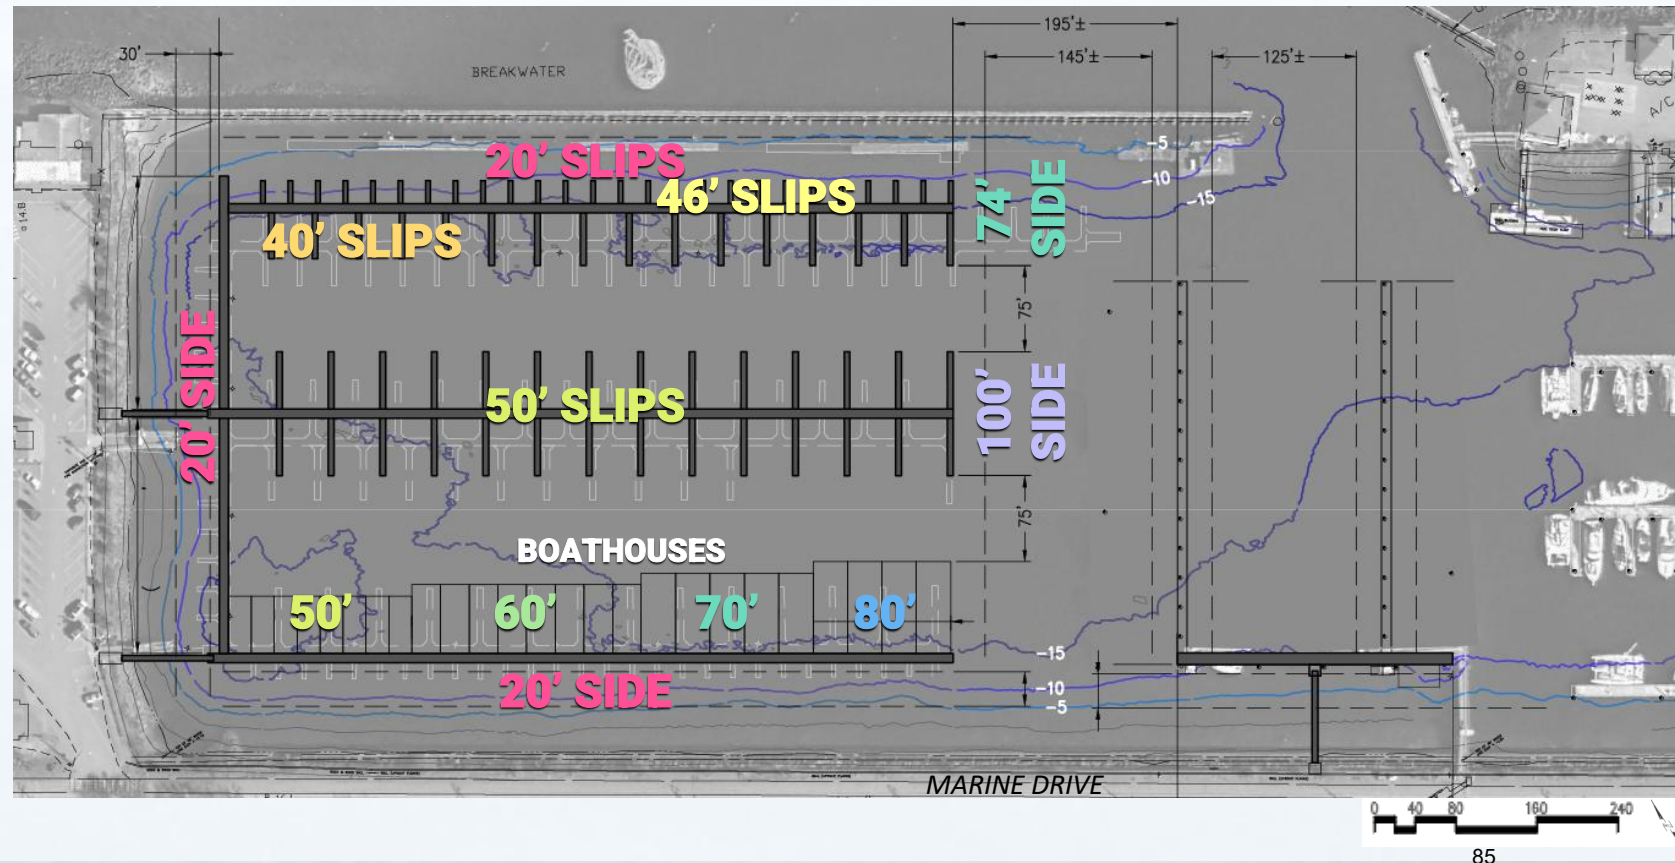 195'±
30'
145'±
125'±
BREAKWATER
-5
20' SLIPS
-10
46' SLIPS
74'
SIDE
-15
40' SLIPS
75'
20' SIDE
50' SLIPS
100'
SIDE
75'
BOATHOUSES
50'
60'
70'
80'
-15
20' SIDE
-10
-5
MARINE DRIVE
0 40 80 160 240
85